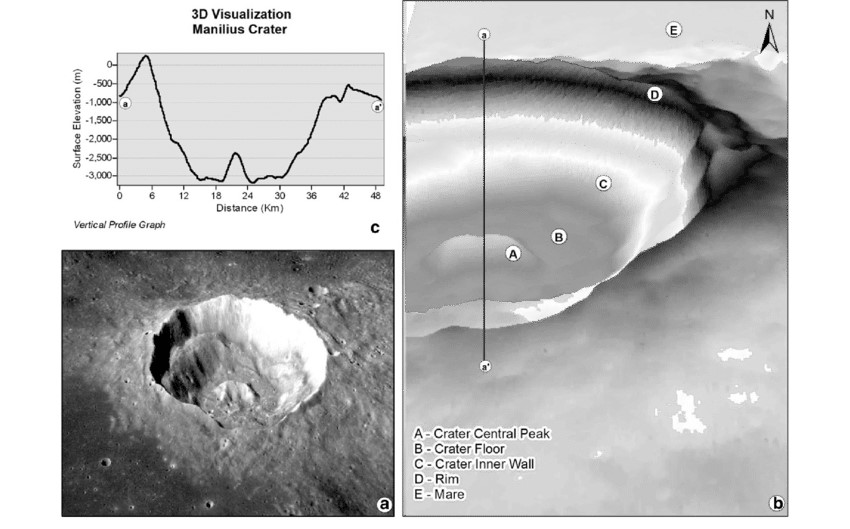 3D Visualization
Manilius Crater
Surface Elevation (m)
0
-500
-1,000
-1,500
-2,000
-2,500
-3,000
a
a'
0 6 12 18 24 30 36 42 48
Distance (Km)
Vertical Profile Graph
c
a
a
E
N
D
C
B
A
a'
A - Crater Central Peak
B - Crater Floor
C - Crater Inner Wall
D - Rim
E - Mare
b